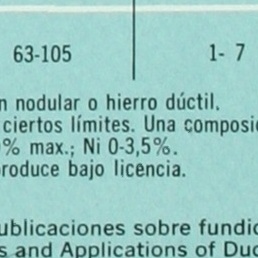 63-105 1- 7
n nodular o hierro dúctil.
ciertos límites. Una composi
% max.; Ni 0-3,5%.
roduce bajo licencia.
ublicaciones sobre fundic
s and Applications of Duc